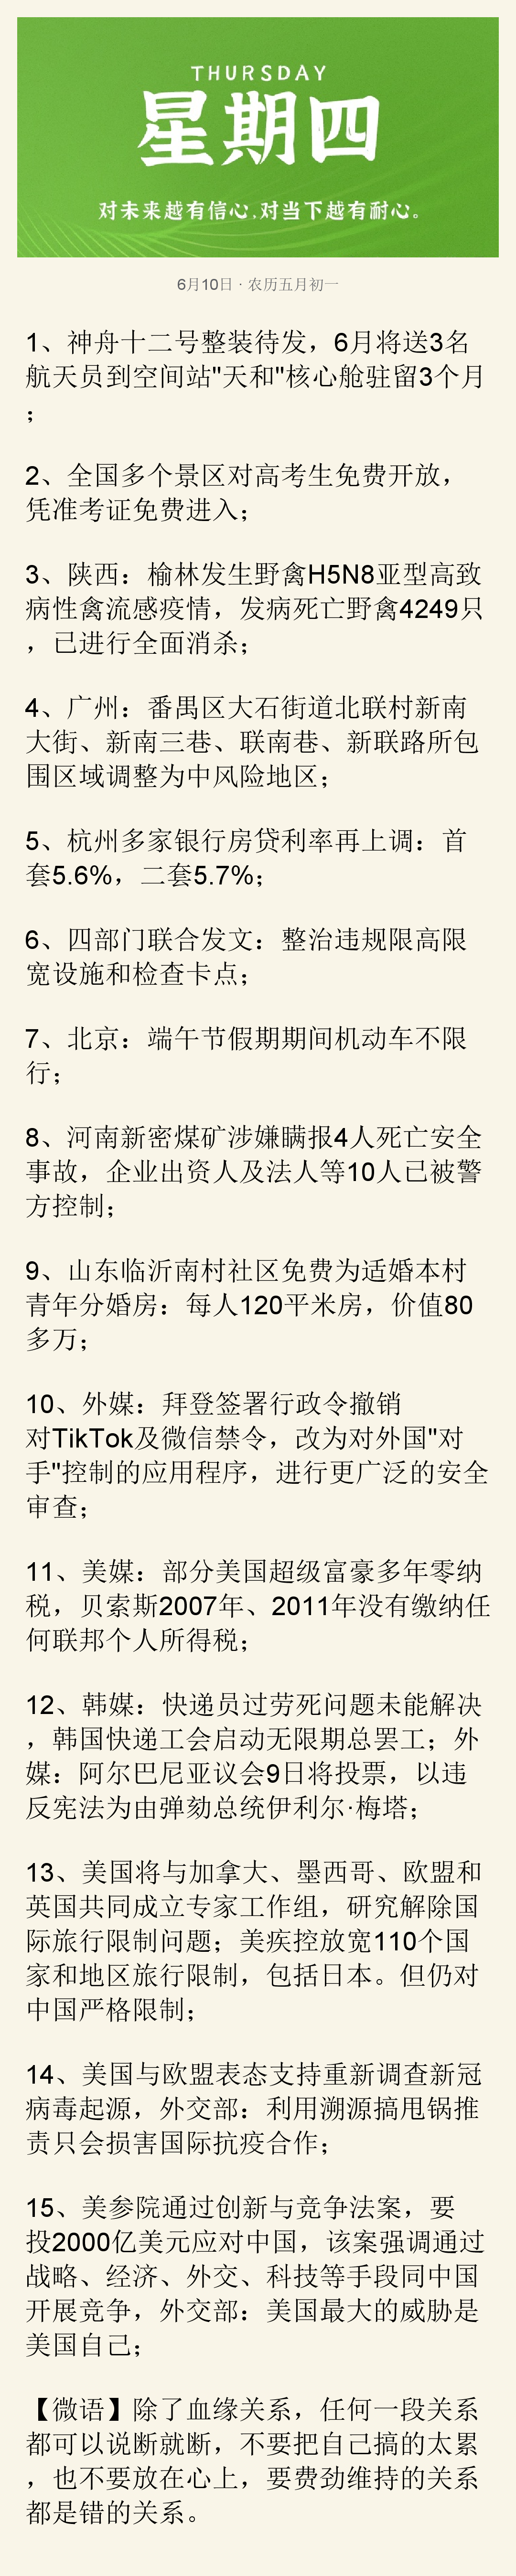 THURSDAY
星期四
对未来越有信心,对当下越有耐心。
6月10日 · 农历五月初一
1、神舟十二号整装待发，6月将送3名
航天员到空间站"天和"核心舱驻留3个月
；
2、全国多个景区对高考生免费开放，
凭准考证免费进入；
3、陕西：榆林发生野禽H5N8亚型高致
病性禽流感疫情，发病死亡野禽4249只
，已进行全面消杀；
4、广州：番禺区大石街道北联村新南
大街、新南三巷、联南巷、新联路所包
围区域调整为中风险地区；
5、杭州多家银行房贷利率再上调：首
套5.6%，二套5.7%；
6、四部门联合发文：整治违规限高限
宽设施和检查卡点；
7、北京：端午节假期期间机动车不限
行；
8、河南新密煤矿涉嫌瞒报4人死亡安全
事故，企业出资人及法人等10人已被警
方控制；
9、山东临沂南村社区免费为适婚本村
青年分婚房：每人120平米房，价值80
多万；
10、外媒：拜登签署行政令撤销
对TikTok及微信禁令，改为对外国"对
手"控制的应用程序，进行更广泛的安全
审查；
11、美媒：部分美国超级富豪多年零纳
税，贝索斯2007年、2011年没有缴纳任
何联邦个人所得税；
12、韩媒：快递员过劳死问题未能解决
，韩国快递工会启动无限期总罢工；外
媒：阿尔巴尼亚议会9日将投票，以违
反宪法为由弹劾总统伊利尔·梅塔；
13、美国将与加拿大、墨西哥、欧盟和
英国共同成立专家工作组，研究解除国
际旅行限制问题；美疾控放宽110个国
家和地区旅行限制，包括日本。但仍对
中国严格限制；
14、美国与欧盟表态支持重新调查新冠
病毒起源，外交部：利用溯源搞甩锅推
责只会损害国际抗疫合作；
15、美参院通过创新与竞争法案，要
投2000亿美元应对中国，该案强调通过
战略、经济、外交、科技等手段同中国
开展竞争，外交部：美国最大的威胁是
美国自己；
【微语】除了血缘关系，任何一段关系
都可以说断就断，不要把自己搞的太累
，也不要放在心上，要费劲维持的关系
都是错的关系。